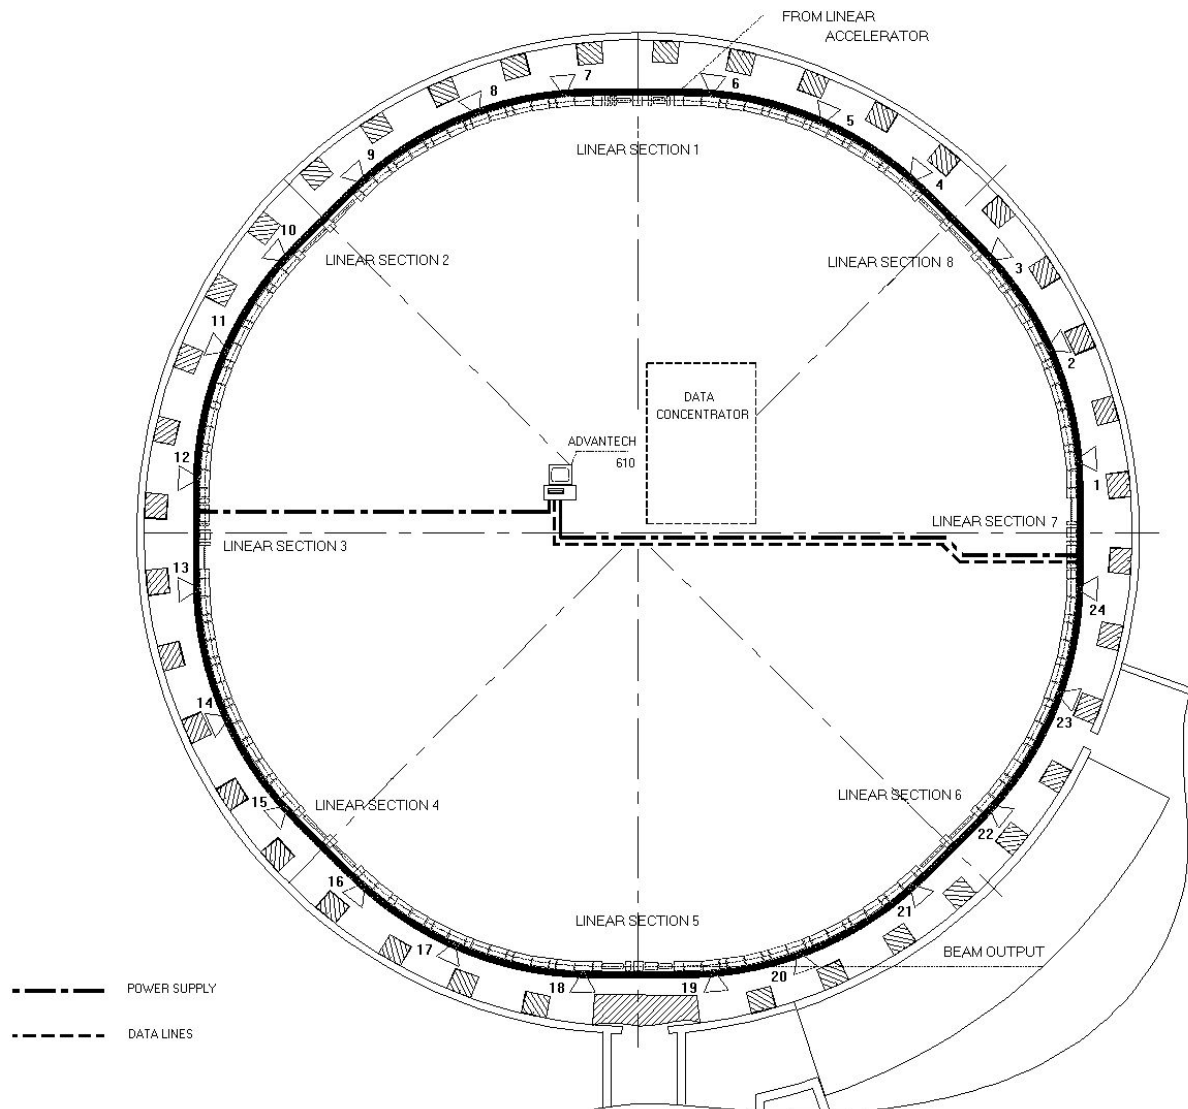 FROM LINEAR
ACCELERATOR
7
6
8
5
9
LINEAR SECTION 1
4
10
LINEAR SECTION 2
LINEAR SECTION 8
3
11
2
DATA
CONCENTRATOR
ADVANTECH
610
12
1
LINEAR SECTION 7
LINEAR SECTION 3
13
24
14
23
15
LINEAR SECTION 4
LINEAR SECTION 6
22
16
21
LINEAR SECTION 5
17
BEAM OUTPUT
20
18
19
POWER SUPPLY
DATA LINES